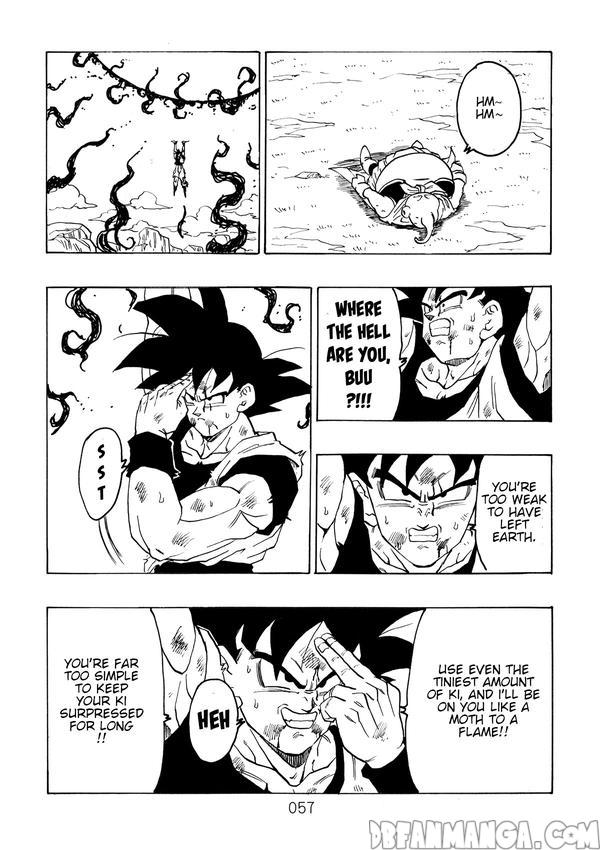 HM~
HM~
WHERE
THE HELL
ARE YOU,
BUU
?!!!
SST
YOU'RE
TOO WEAK
TO HAVE
LEFT
EARTH.
YOU'RE FAR
TOO SIMPLE
TO KEEP
YOUR KI
SURPRESSED
FOR LONG
!!
HEH
USE EVEN THE
TINIEST AMOUNT
OF KI, AND I'LL BE
ON YOU LIKE A
MOTH TO A
FLAME!!
057
DBFANMANGA.COM